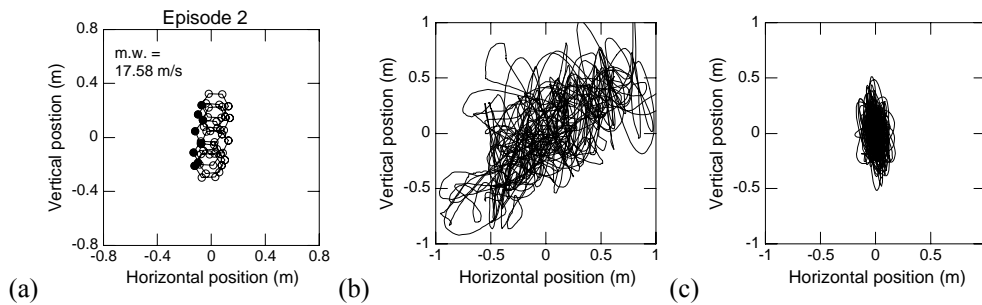 Episode 2
m.w. =
17.58 m/s
0.8
0.4
0
-0.4
-0.8
-0.8 -0.4 0 0.4 0.8
Vertical position (m)
Horizontal position (m)
(a)
1
0.5
0
-0.5
-1
-1 -0.5 0 0.5 1
Vertical postion (m)
Horizontal position (m)
(b)
1
0.5
0
-0.5
-1
-1 -0.5 0 0.5 1
Vertical postion (m)
Horizontal position (m)
(c)